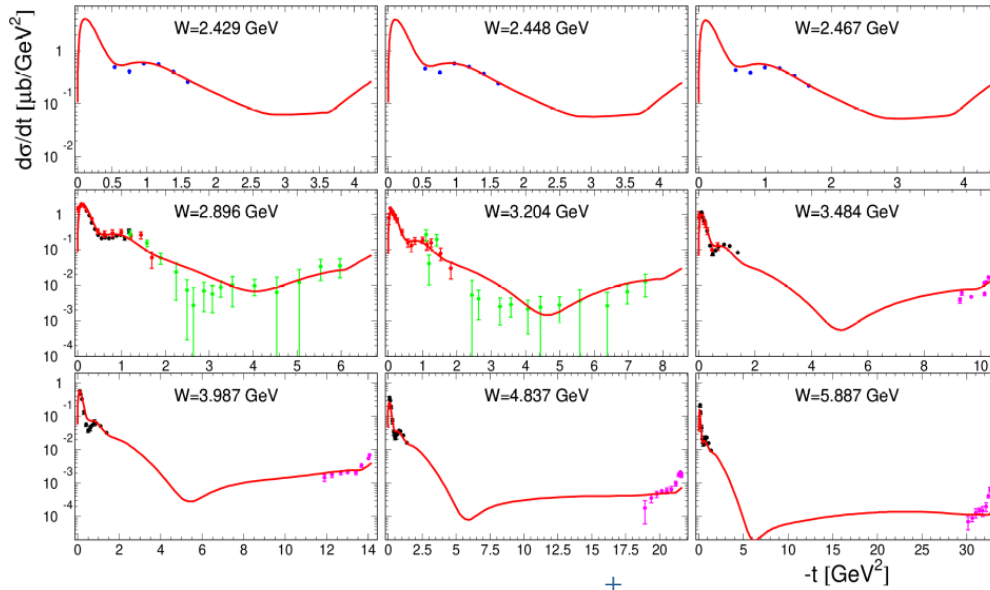 dσ/dt [μb/GeV²]
W=2.429 GeV
W=2.448 GeV
W=2.467 GeV
1
10⁻¹
10⁻²
0 0.5 1 1.5 2 2.5 3 3.5 4
0 0.5 1 1.5 2 2.5 3 3.5 4
0 1 2 3 4
W=2.896 GeV
W=3.204 GeV
W=3.484 GeV
1
10⁻¹
10⁻²
10⁻³
10⁻⁴
10
0 1 2 3 4 5 6
0 1 2 3 4 5 6 7 8
0 2 4 6 8 10
W=3.987 GeV
W=4.837 GeV
W=5.887 GeV
1
10⁻¹
10⁻²
10⁻³
10⁻⁴
0 2 4 6 8 10 12 14
0 2.5 5 7.5 10 12.5 15 17.5 20
0 5 10 15 20 25 30
-t [GeV²]